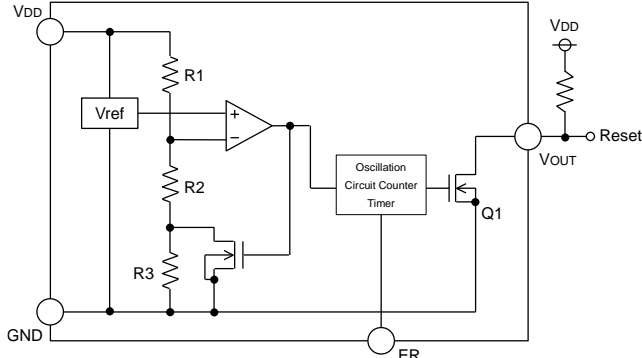 VDD
VDD
R1
Vref
+
−
Reset
VOUT
Oscillation
Circuit Counter
Timer
R2
Q1
R3
GND
ER